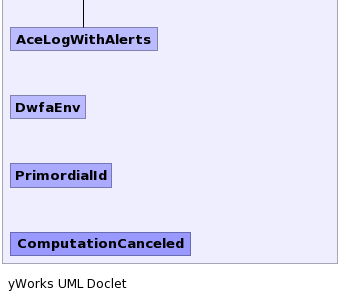 AceLogWithAlerts
DwfaEnv
PrimordialId
ComputationCanceled
yWorks UML Doclet